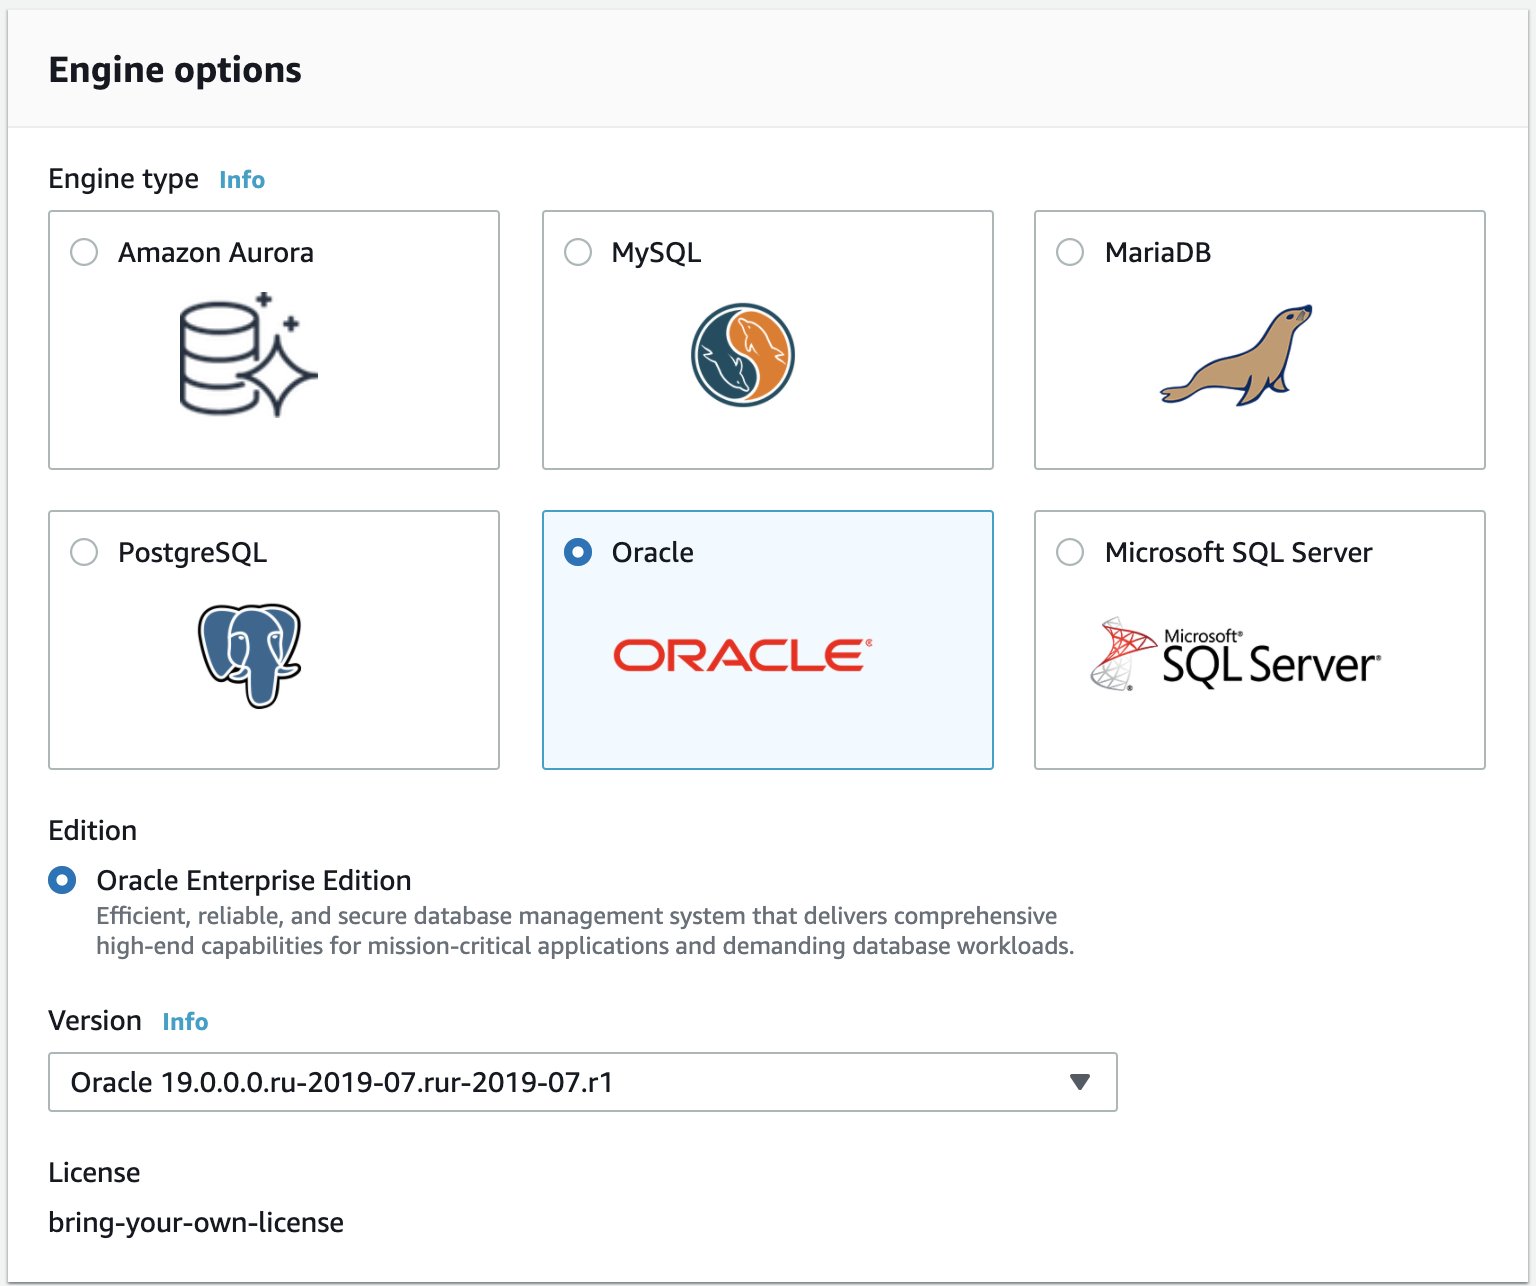 Engine options
Engine type Info
Amazon Aurora
MySQL
MariaDB
PostgreSQL
Oracle
ORACLE®
Microsoft SQL Server
Microsoft®
SQL Server®
®
Edition
Oracle Enterprise Edition
Efficient, reliable, and secure database management system that delivers comprehensive
high-end capabilities for mission-critical applications and demanding database workloads.
Version Info
Oracle 19.0.0.0.ru-2019-07.rur-2019-07.r1
License
bring-your-own-license